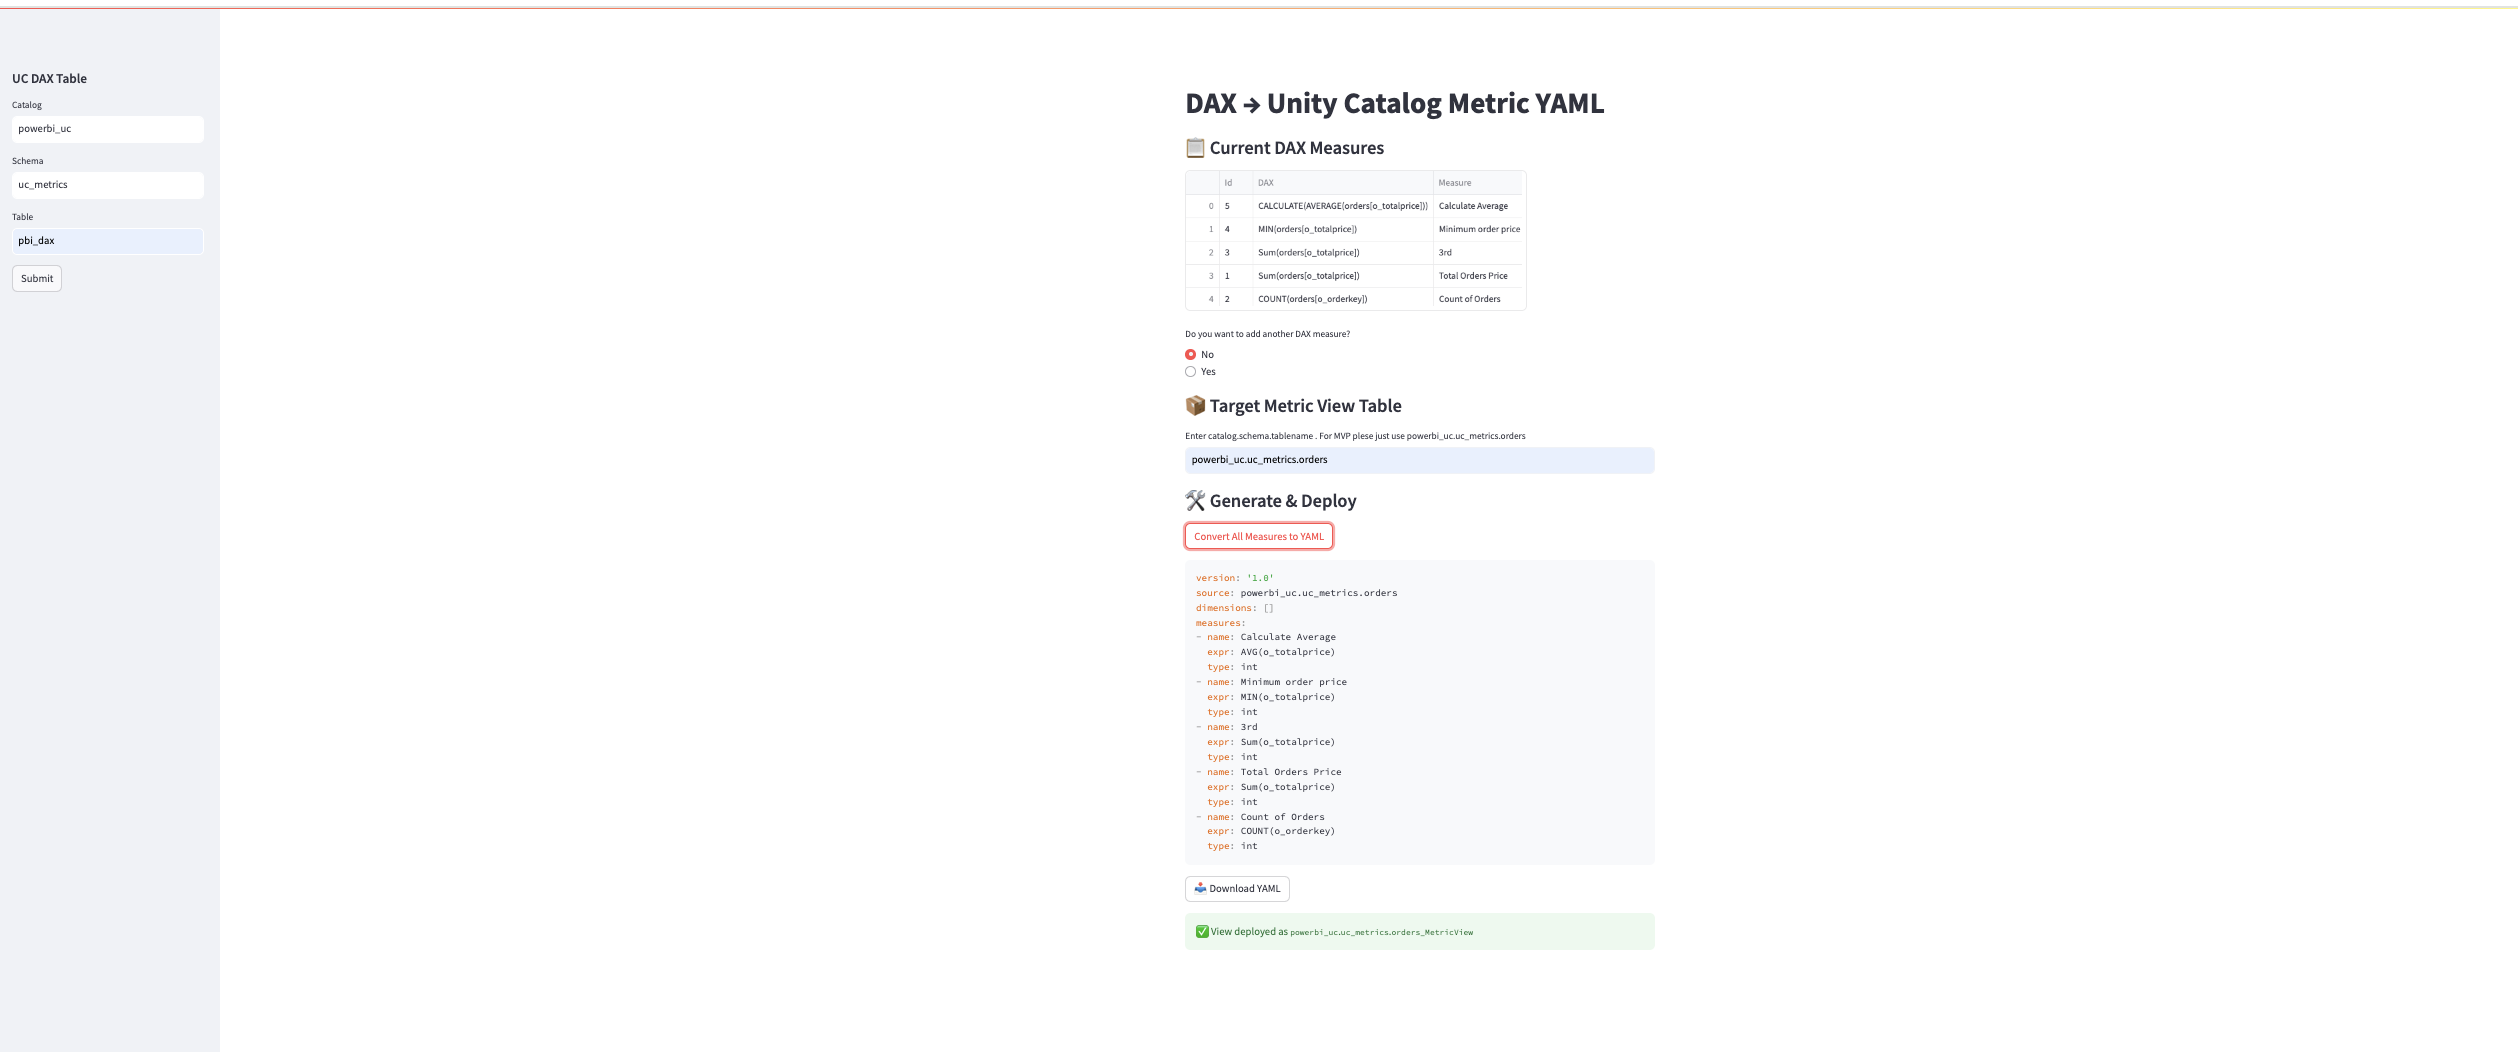 UC DAX Table
Catalog
powerbi_uc
Schema
uc_metrics
Table
pbi_dax
Submit
DAX → Unity Catalog Metric YAML
📋 Current DAX Measures
Id DAX Measure
0 5 CALCULATE(AVERAGE(orders[o_totalprice])) Calculate Average
1 4 MIN(orders[o_totalprice]) Minimum order price
2 3 Sum(orders[o_totalprice]) 3rd
3 1 Sum(orders[o_totalprice]) Total Orders Price
4 2 COUNT(orders[o_orderkey]) Count of Orders
Do you want to add another DAX measure?
No
Yes
📦 Target Metric View Table
Enter catalog.schema.tablename . For MVP plese just use powerbi_uc.uc_metrics.orders
powerbi_uc.uc_metrics.orders
🛠️ Generate & Deploy
Convert All Measures to YAML
version: '1.0'
source: powerbi_uc.uc_metrics.orders
dimensions: []
measures:
- name: Calculate Average
  expr: AVG(o_totalprice)
  type: int
- name: Minimum order price
  expr: MIN(o_totalprice)
  type: int
- name: 3rd
  expr: Sum(o_totalprice)
  type: int
- name: Total Orders Price
  expr: Sum(o_totalprice)
  type: int
- name: Count of Orders
  expr: COUNT(o_orderkey)
  type: int
📥 Download YAML
✅ View deployed as powerbi_uc.uc_metrics.orders_MetricView